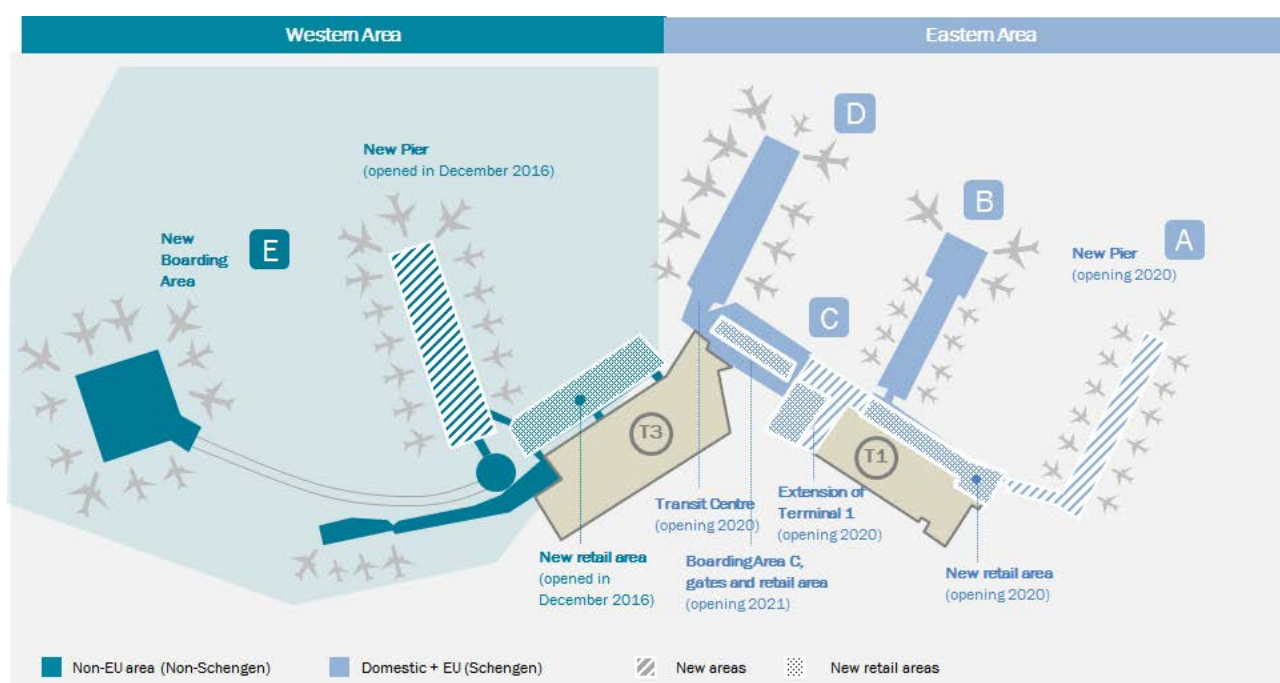 Western Area
Eastern Area
D
New Pier
(opened in December 2016)
B
A
New
Boarding
Area
E
New Pier
(opening 2020)
C
T3
T1
Transit Centre
(opening 2020)
Extension of
Terminal 1
(opening 2020)
New retail area
(opened in
December 2016)
BoardingArea C,
gates and retail area
(opening 2021)
New retail area
(opening 2020)
Non-EU area (Non-Schengen)
Domestic + EU (Schengen)
New areas
New retail areas